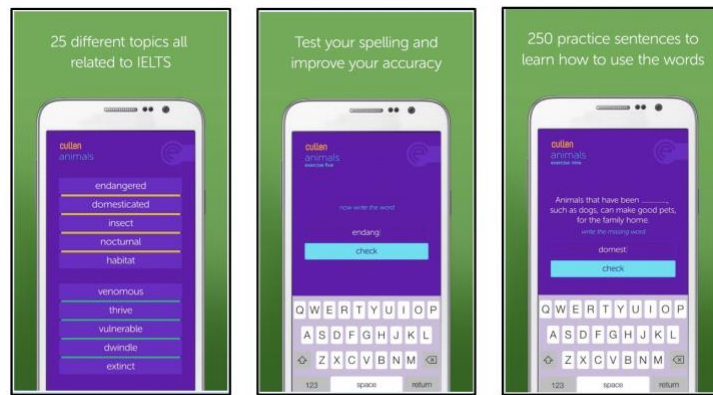 25 different topics all
related to IELTS
cullen
animals
endangered
domesticated
insect
nocturnal
habitat
venomous
thrive
vulnerable
dwindle
extinct
Test your spelling and
improve your accuracy
cullen
animals
exercise five
now write the word
endang
check
Q W E R T Y U I O P
A S D F G H J K L
Z X C V B N M
123 space return
250 practice sentences to
learn how to use the words
cullen
animals
exercise nine
Animals that have been ............,
such as dogs, can make good pets,
for the family home.
write the missing word
domest
check
Q W E R T Y U I O P
A S D F G H J K L
Z X C V B N M
123 space return